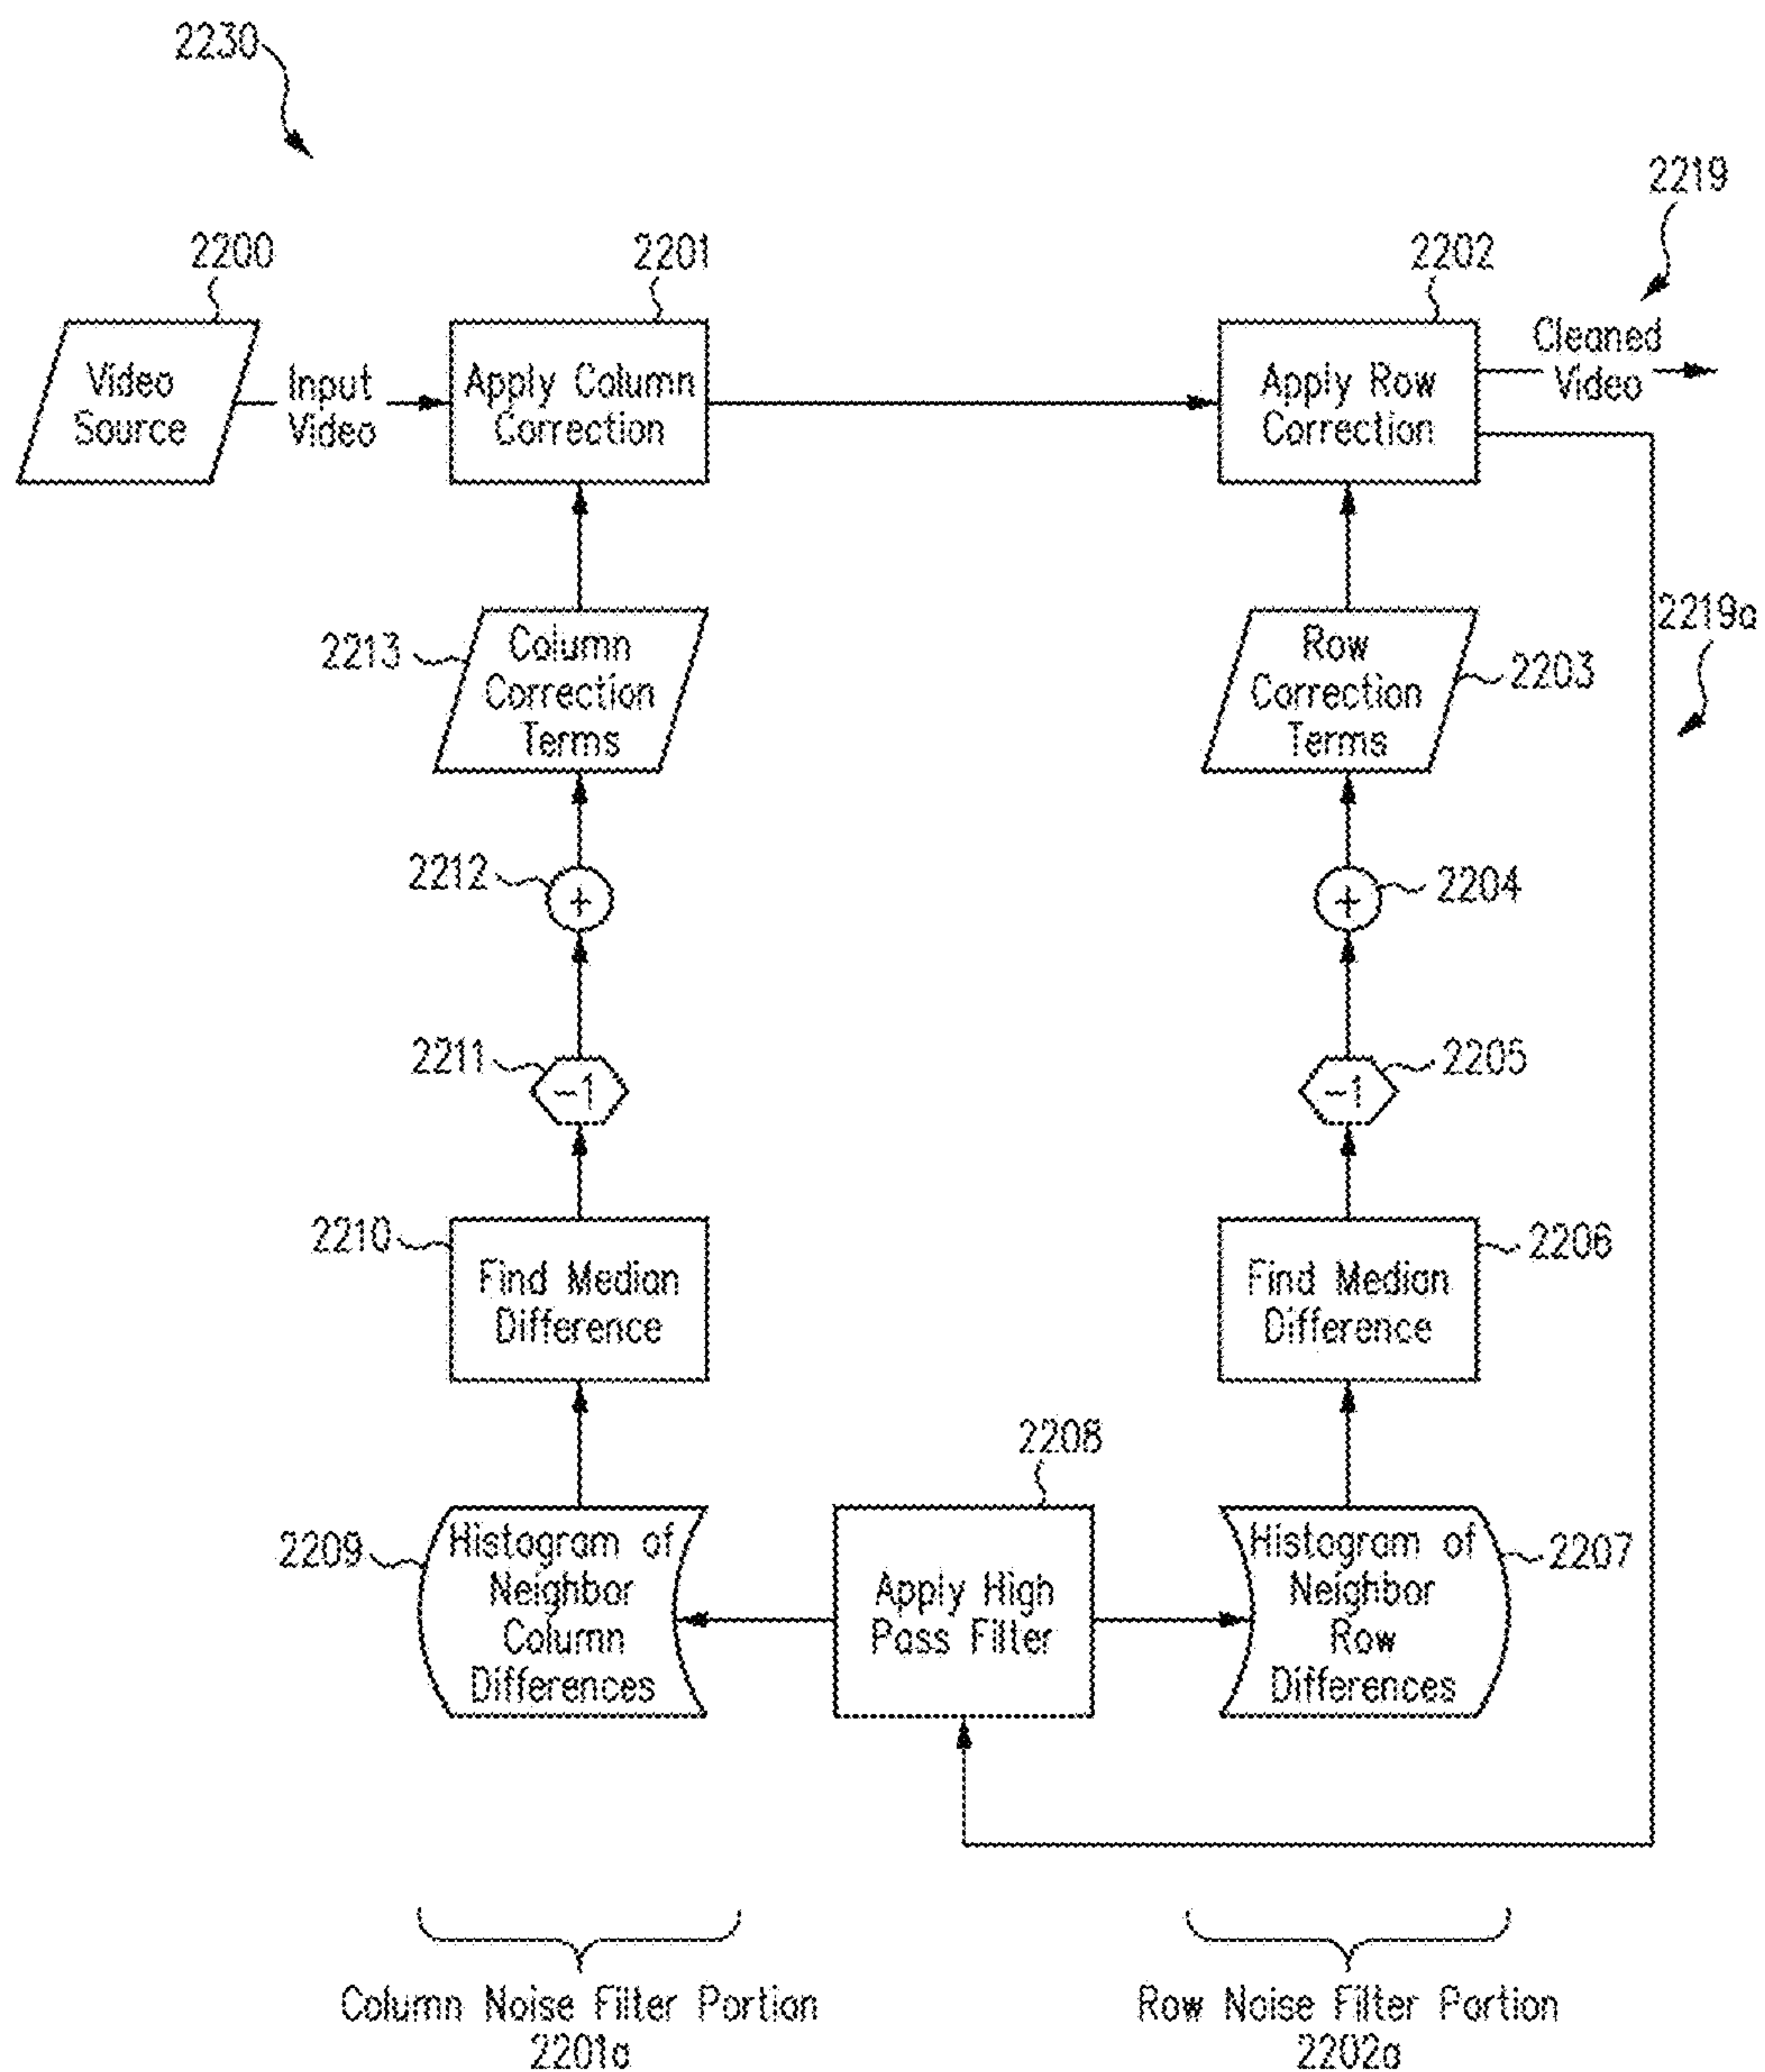 2230
2219
2200
2201
2202
Video
Source
Input
Video
Apply Column
Correction
Apply Row
Correction
Cleaned
Video
2219a
2213
Column
Correction
Terms
Row
Correction
Terms
2203
2212
+
+
2204
2211
-1
-1
2205
2210
Find Median
Difference
Find Median
Difference
2206
2208
2209
Histogram of
Neighbor
Column
Differences
Apply High
Pass Filter
Histogram of
Neighbor
Row
Differences
2207
Column Noise Filter Portion
2201a
Row Noise Filter Portion
2202a